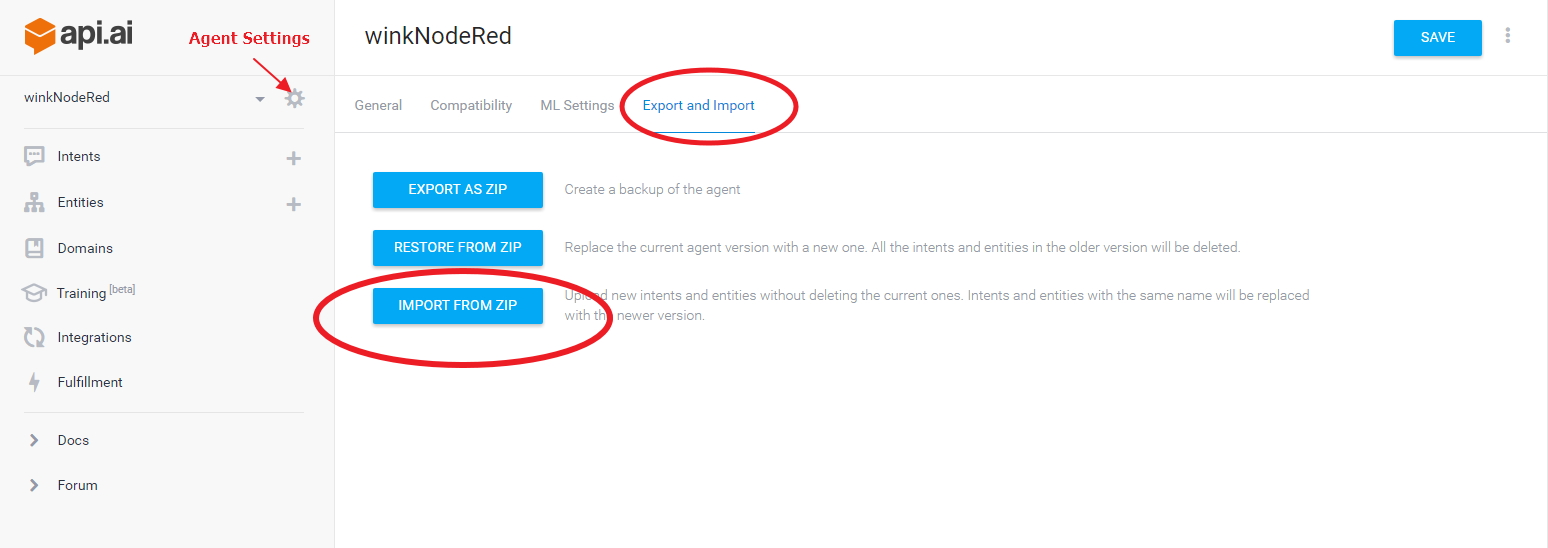 api.ai
Agent Settings
winkNodeRed
Intents
Entities
Domains
Training [beta]
Integrations
Fulfillment
Docs
Forum
winkNodeRed
SAVE
General Compatibility ML Settings Export and Import
EXPORT AS ZIP Create a backup of the agent
RESTORE FROM ZIP Replace the current agent version with a new one. All the intents and entities in the older version will be deleted.
IMPORT FROM ZIP Upload new intents and entities without deleting the current ones. Intents and entities with the same name will be replaced
with the newer version.